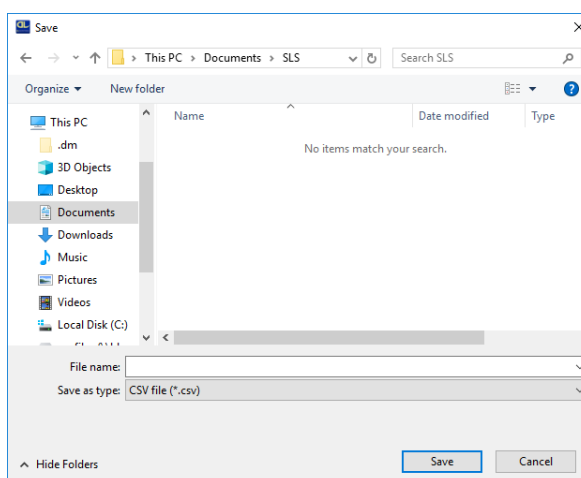 Save
This PC > Documents > SLS
Search SLS
Organize
New folder
Name
Date modified
Type
No items match your search.
This PC
.dm
3D Objects
Desktop
Documents
Downloads
Music
Pictures
Videos
Local Disk (C:)
File name:
Save as type: CSV file (*.csv)
Hide Folders
Save
Cancel